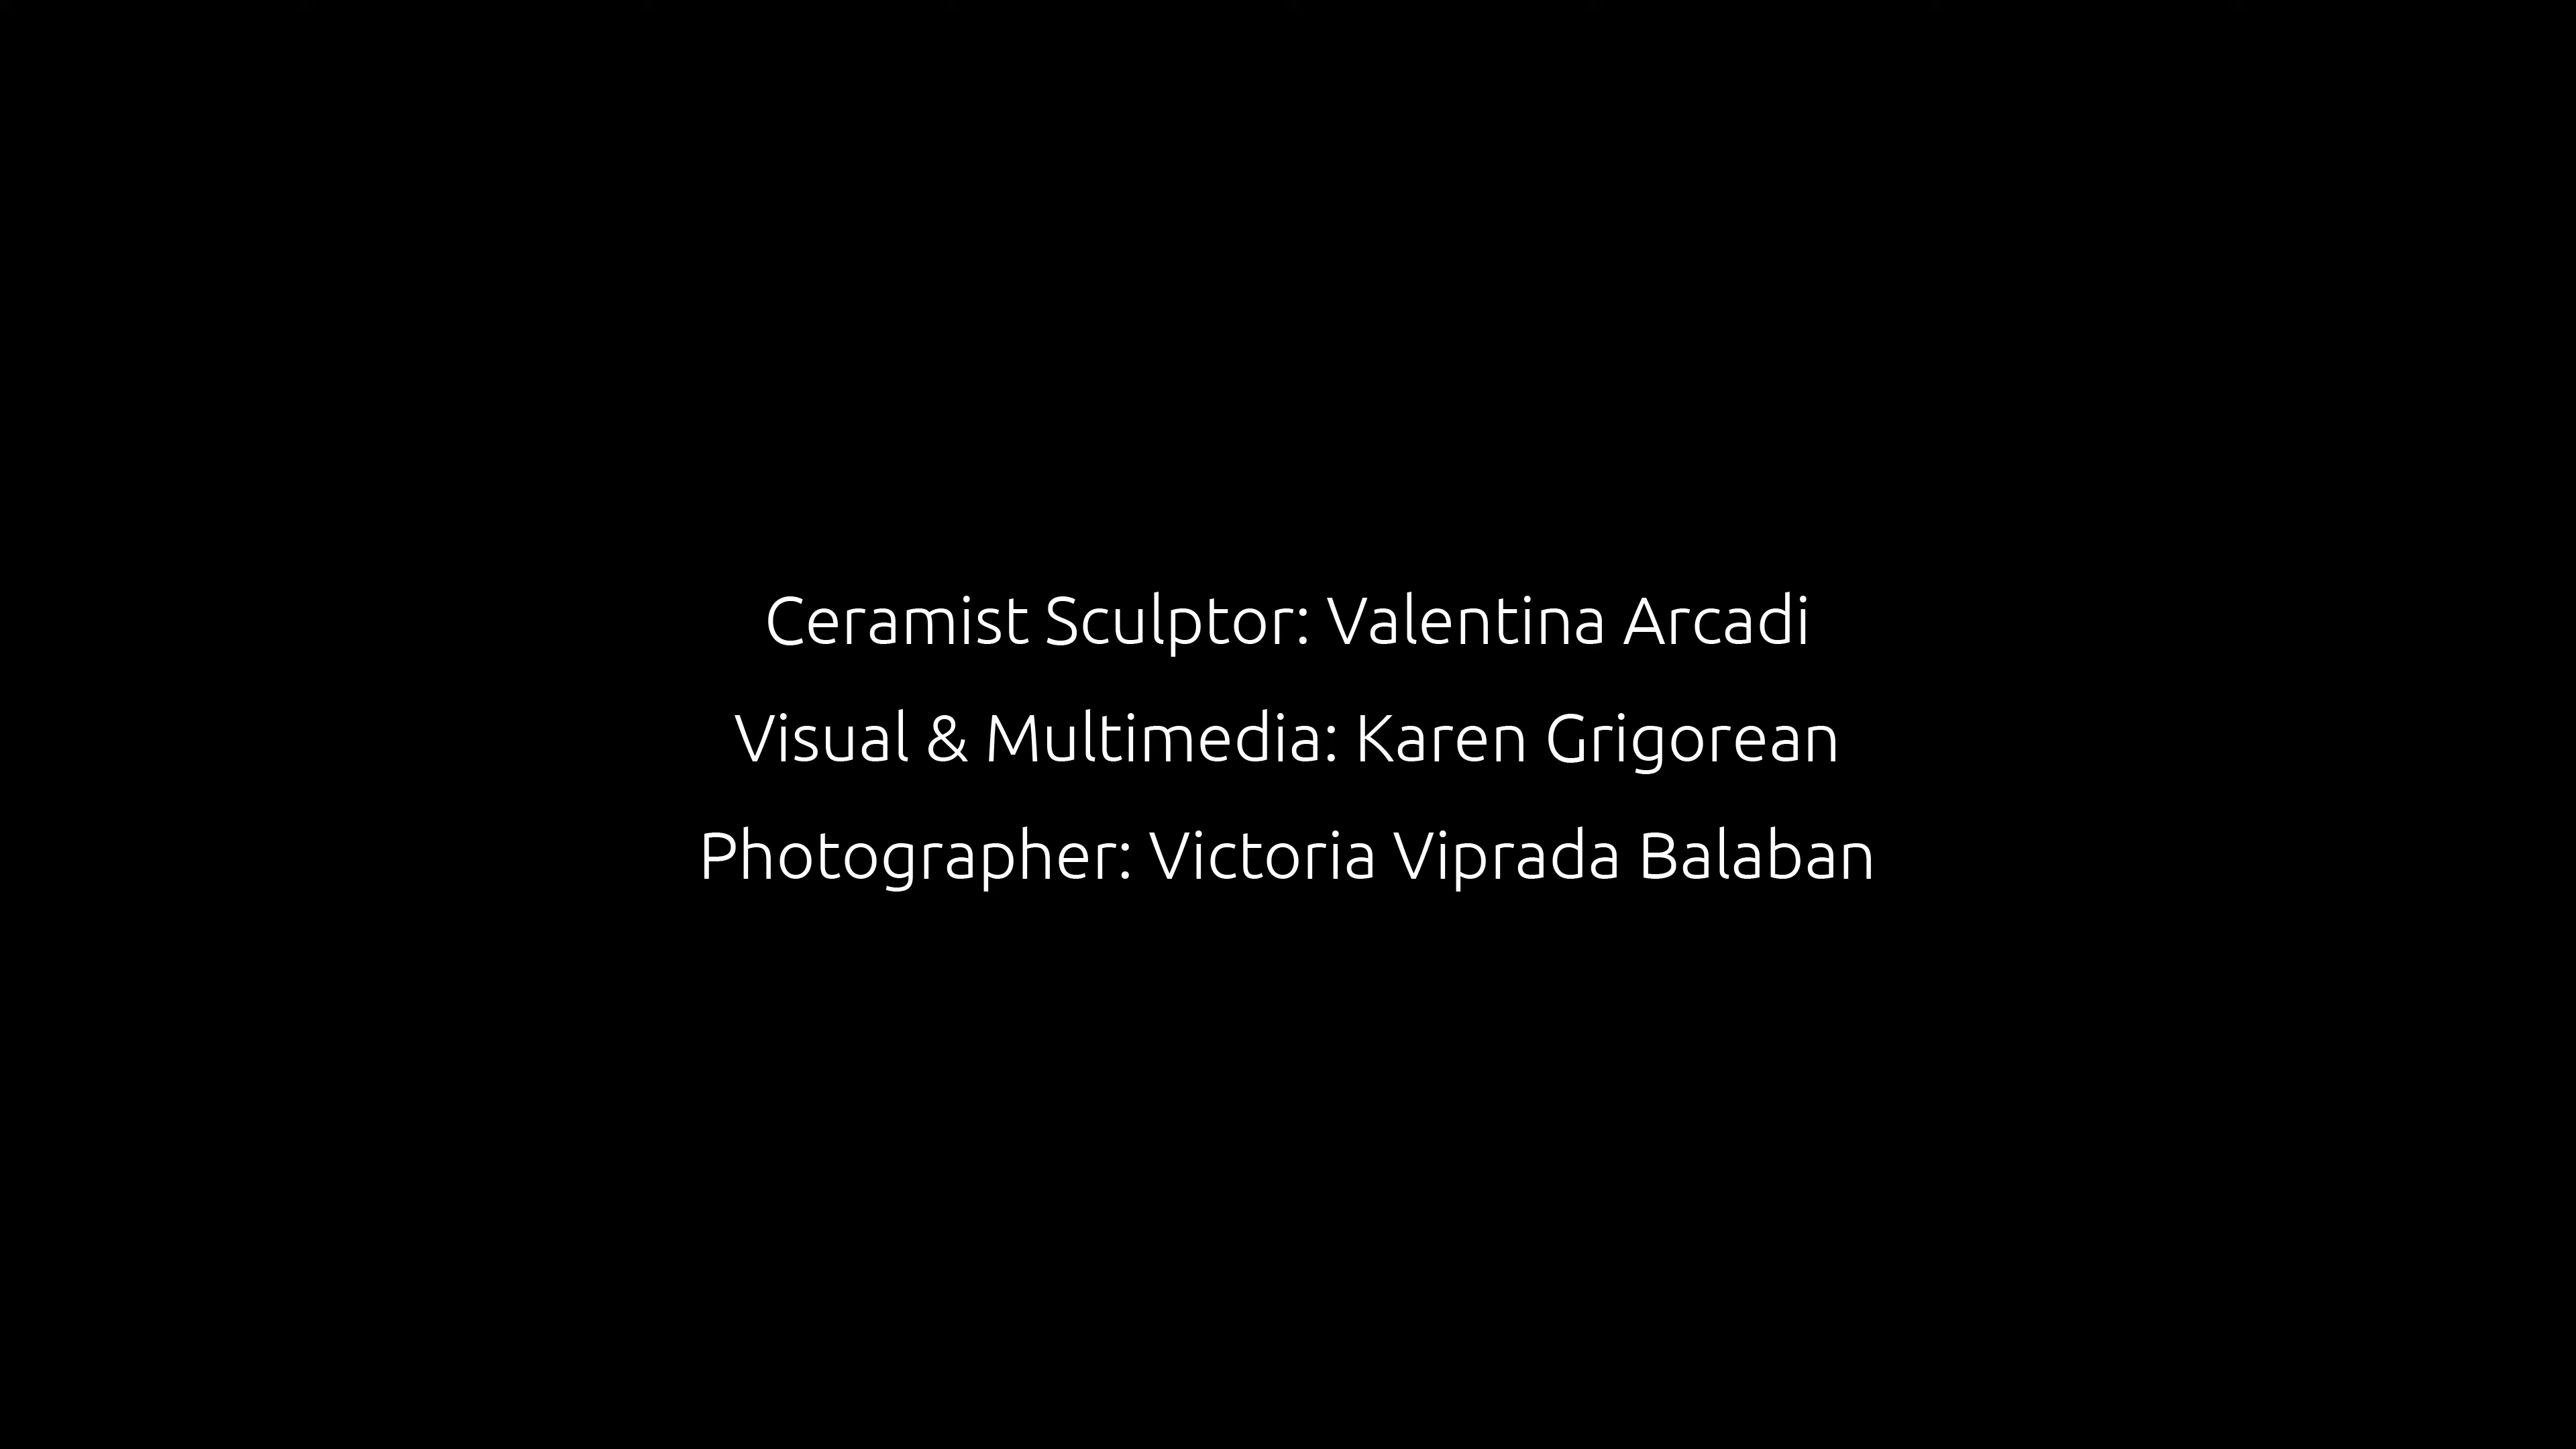 Ceramist Sculptor: Valentina Arcadi
Visual & Multimedia: Karen Grigorean
Photographer: Victoria Viprada Balaban